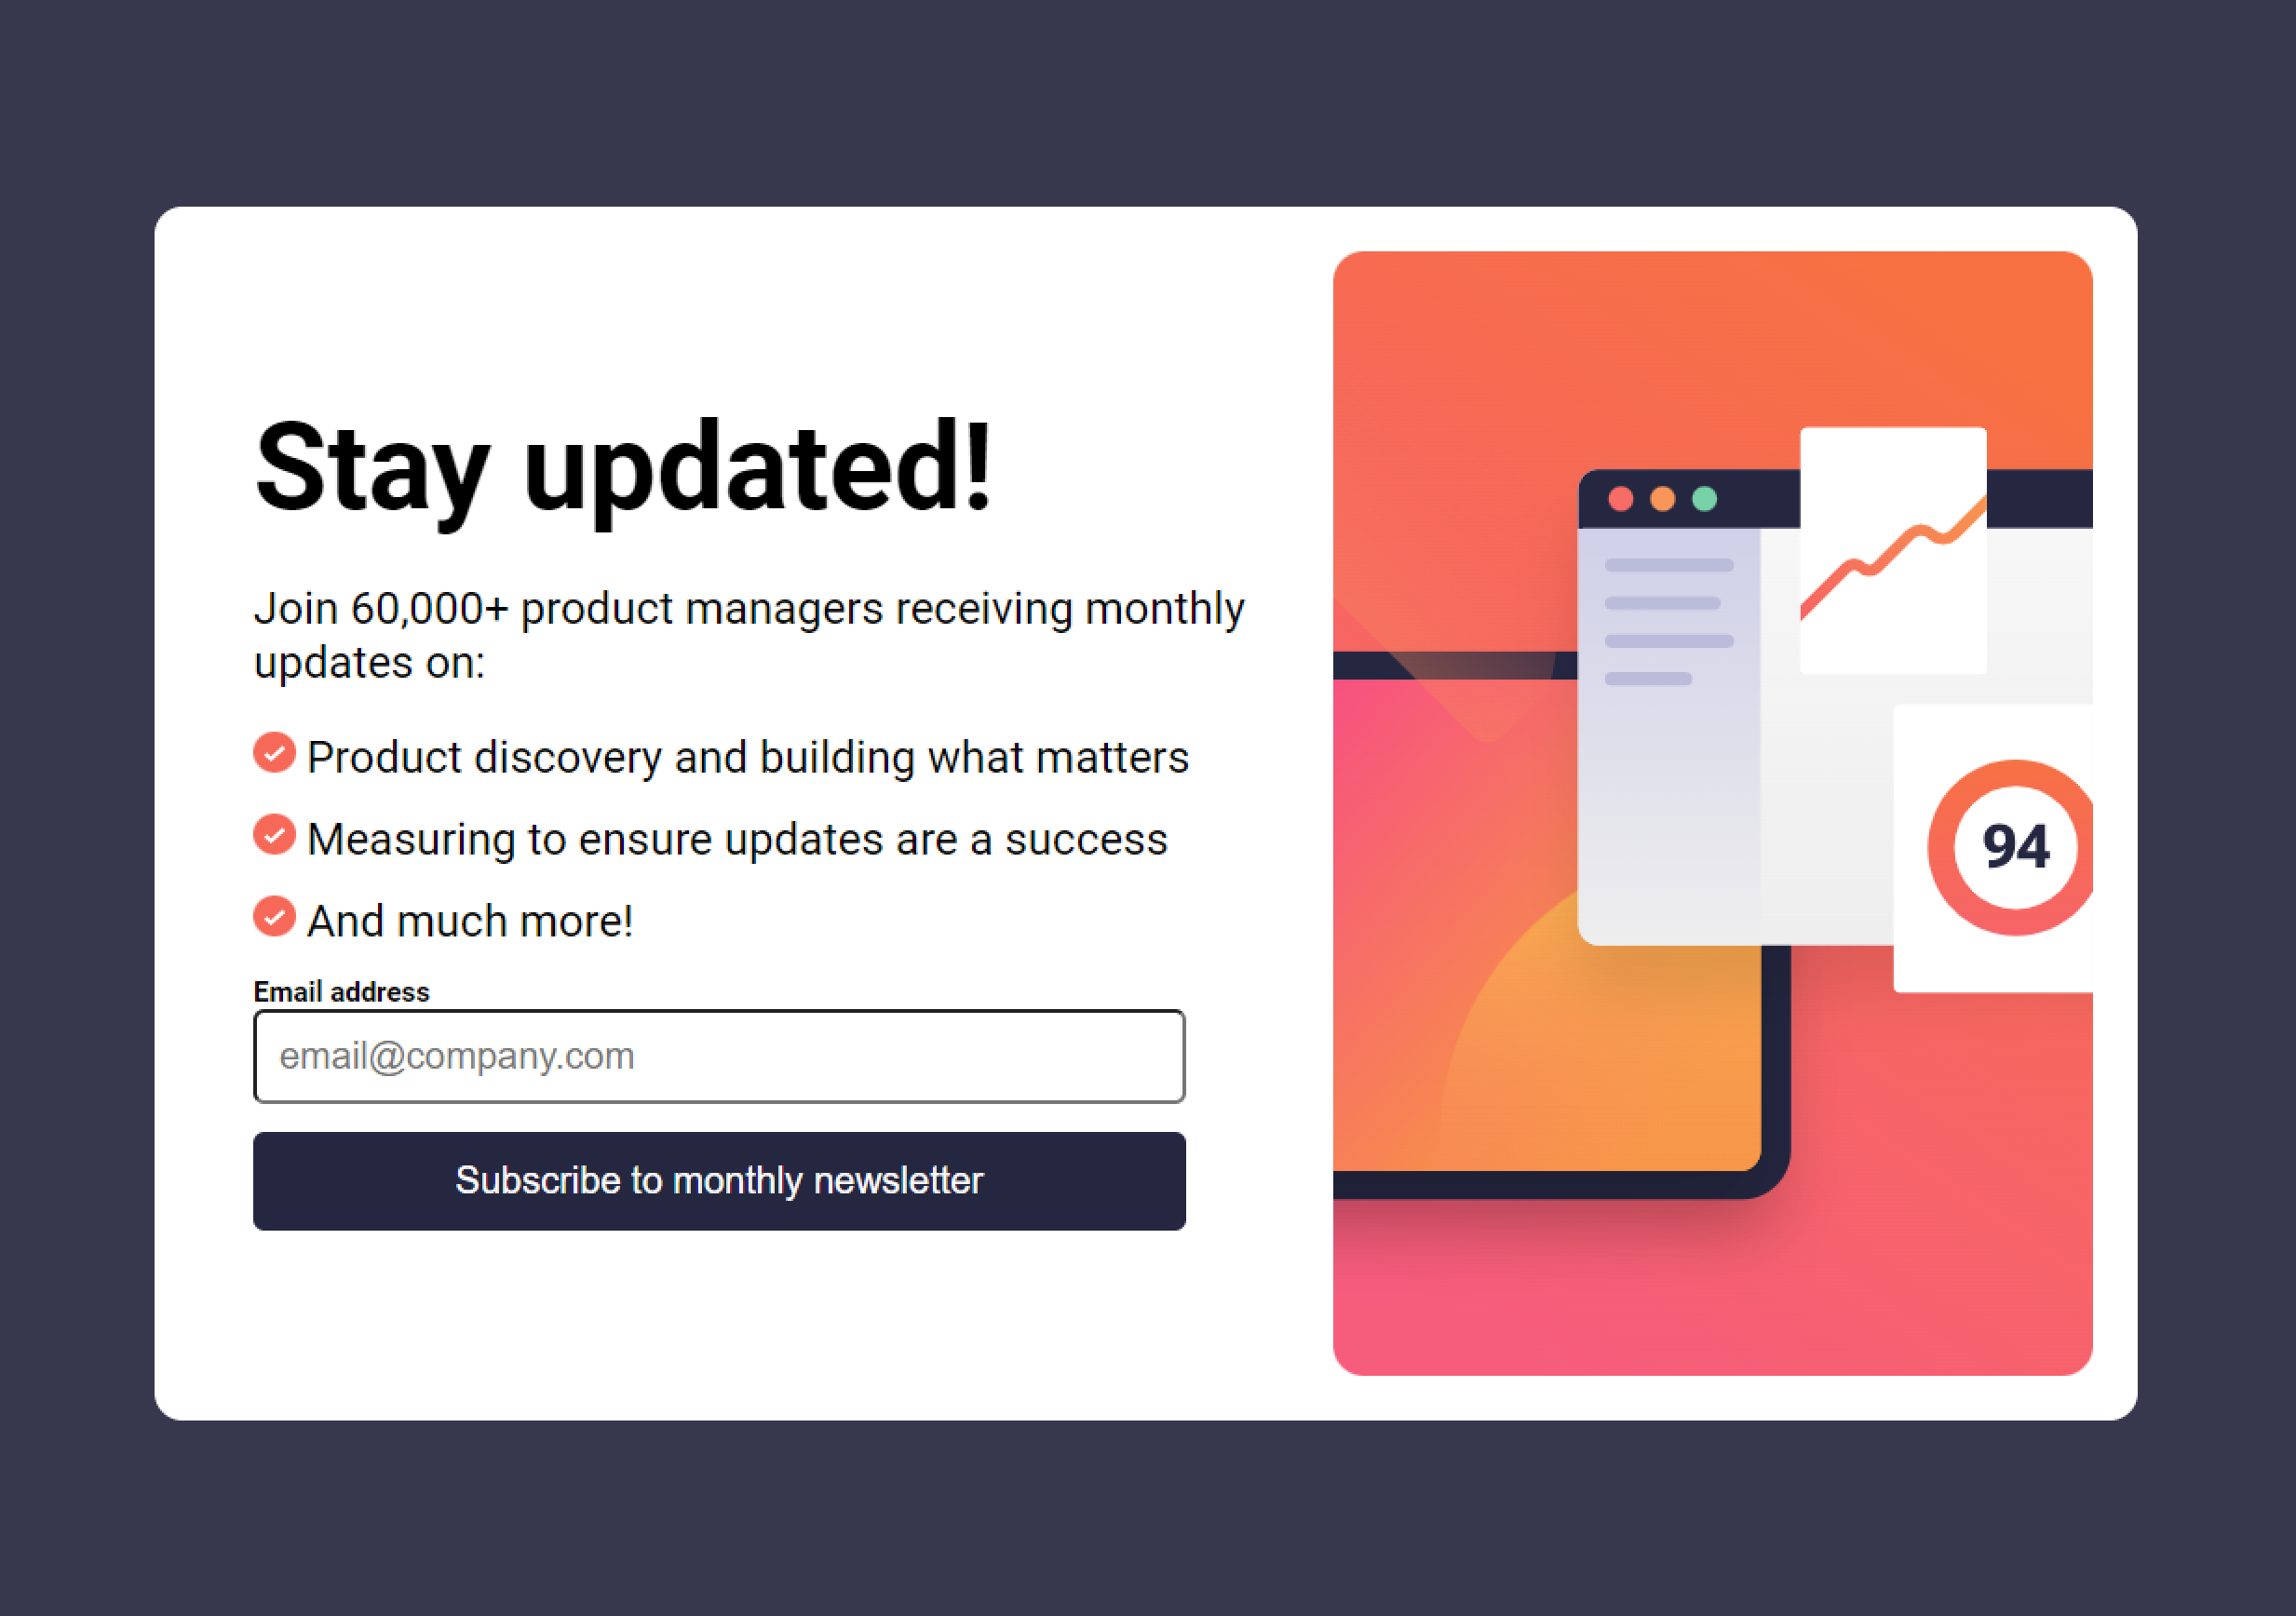 Stay updated!
Join 60,000+ product managers receiving monthly
updates on:
Product discovery and building what matters
Measuring to ensure updates are a success
And much more!
Email address
email@company.com
Subscribe to monthly newsletter
94